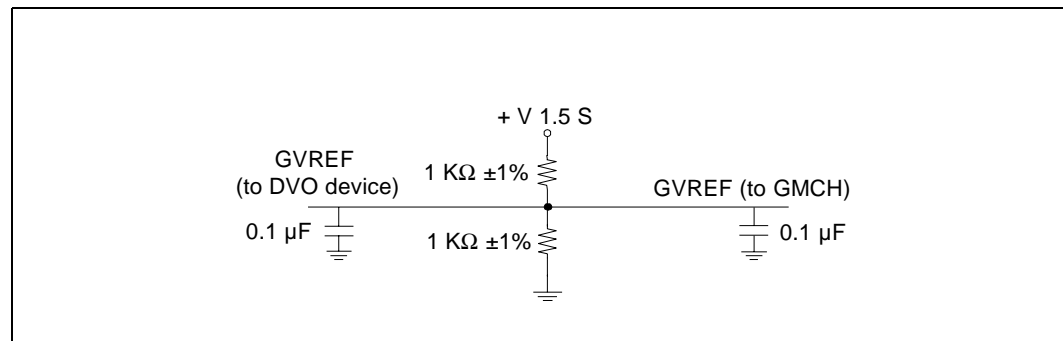 + V 1.5 S
GVREF
(to DVO device)
1 KΩ ±1%
GVREF (to GMCH)
0.1 µF
1 KΩ ±1%
0.1 µF